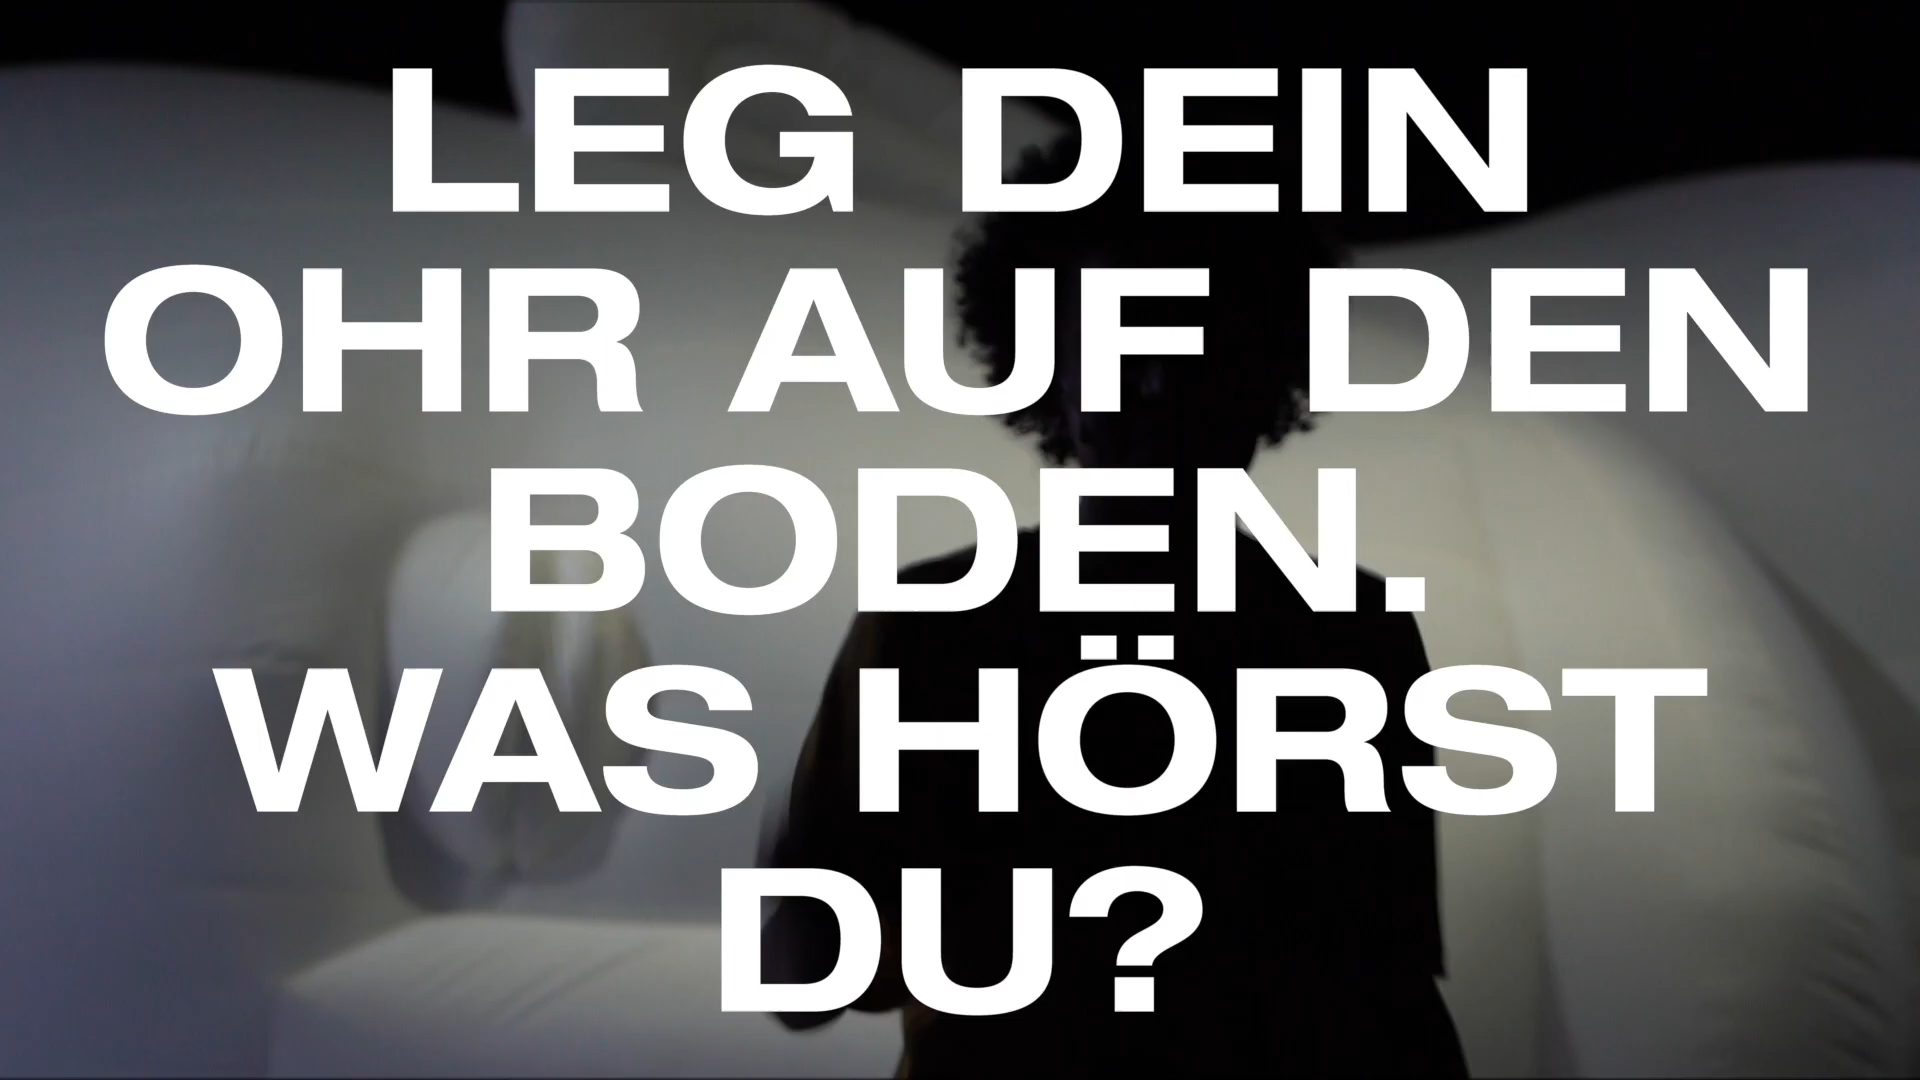 LEG DEIN
OHR AUF DEN
BODEN.
WAS HÖRST
DU?